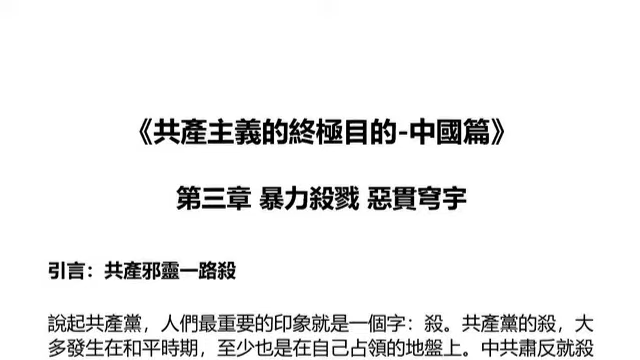 《共產主義的終極目的-中國篇》
第三章 暴力殺戮 惡貫穹宇
引言：共產邪靈一路殺
說起共產黨，人們最重要的印象就是一個字：殺。共產黨的殺，大
多發生在和平時期，至少也是在自己占領的地盤上。中共肅反就殺